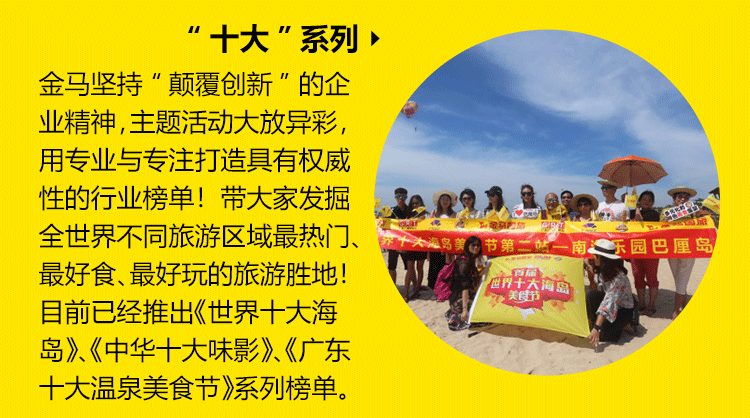 “十大”系列
金马坚持“颠覆创新”的企
业精神，主题活动大放异彩，
用专业与专注打造具有权威
性的行业榜单！带大家发掘
全世界不同旅游区域最热门、
最好食、最好玩的旅游胜地！
目前已经推出《世界十大海
岛》、《中华十大味影》、《广东
十大温泉美食节》系列榜单。
界十大海岛美食节第二站—南洋乐园巴厘岛
首届
世界十大海岛
美食节